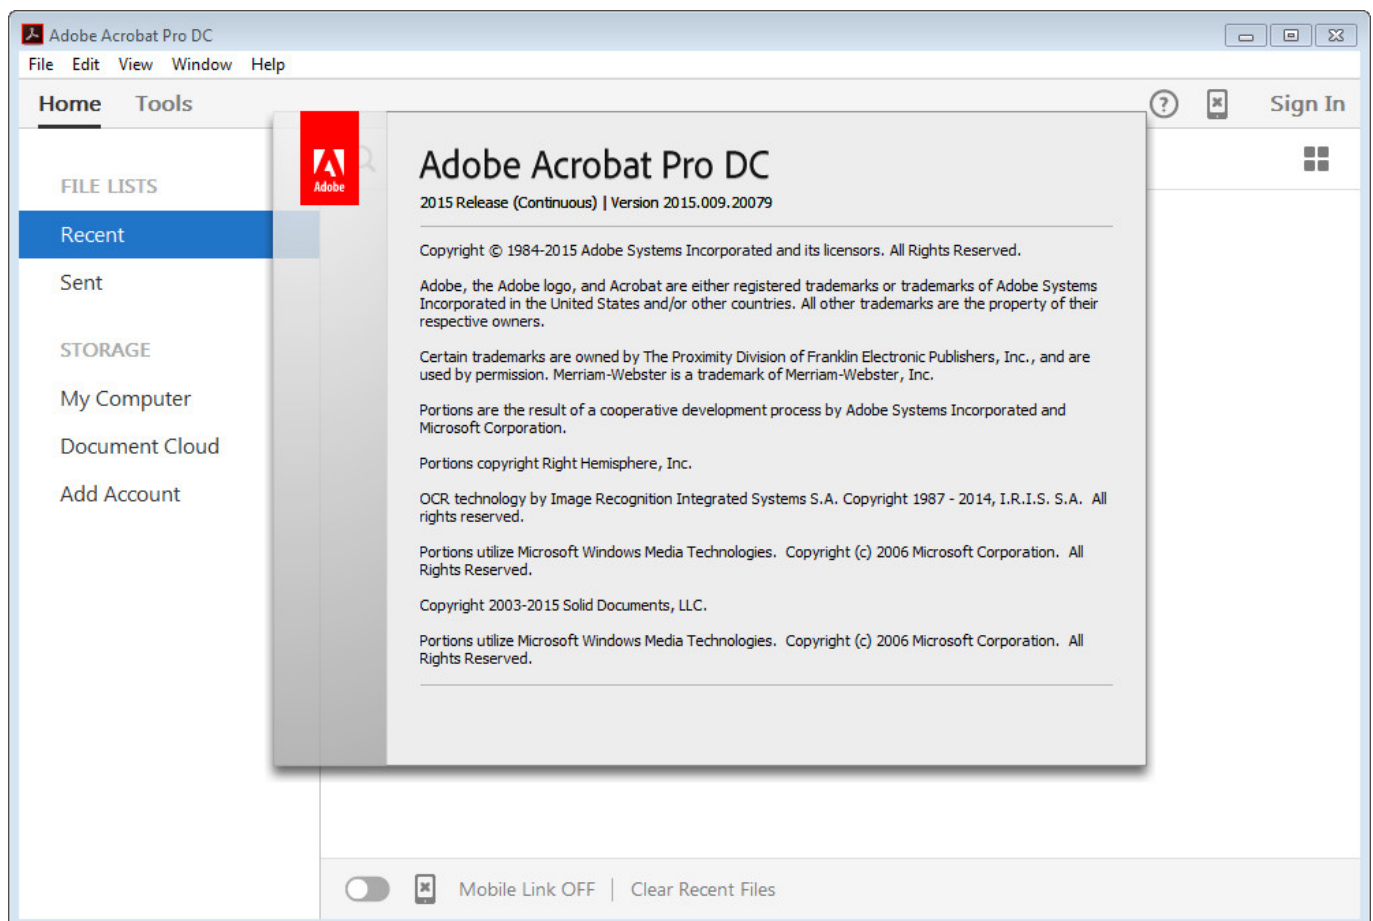 Adobe Acrobat Pro DC
File Edit View Window Help
Home Tools
Sign In
FILE LISTS
Recent
Sent
STORAGE
My Computer
Document Cloud
Add Account
Adobe
Adobe Acrobat Pro DC
2015 Release (Continuous) | Version 2015.009.20079
Copyright © 1984-2015 Adobe Systems Incorporated and its licensors. All Rights Reserved.
Adobe, the Adobe logo, and Acrobat are either registered trademarks or trademarks of Adobe Systems
Incorporated in the United States and/or other countries. All other trademarks are the property of their
respective owners.
Certain trademarks are owned by The Proximity Division of Franklin Electronic Publishers, Inc., and are
used by permission. Merriam-Webster is a trademark of Merriam-Webster, Inc.
Portions are the result of a cooperative development process by Adobe Systems Incorporated and
Microsoft Corporation.
Portions copyright Right Hemisphere, Inc.
OCR technology by Image Recognition Integrated Systems S.A. Copyright 1987 - 2014, I.R.I.S. S.A. All
rights reserved.
Portions utilize Microsoft Windows Media Technologies. Copyright (c) 2006 Microsoft Corporation. All
Rights Reserved.
Copyright 2003-2015 Solid Documents, LLC.
Portions utilize Microsoft Windows Media Technologies. Copyright (c) 2006 Microsoft Corporation. All
Rights Reserved.
Mobile Link OFF | Clear Recent Files